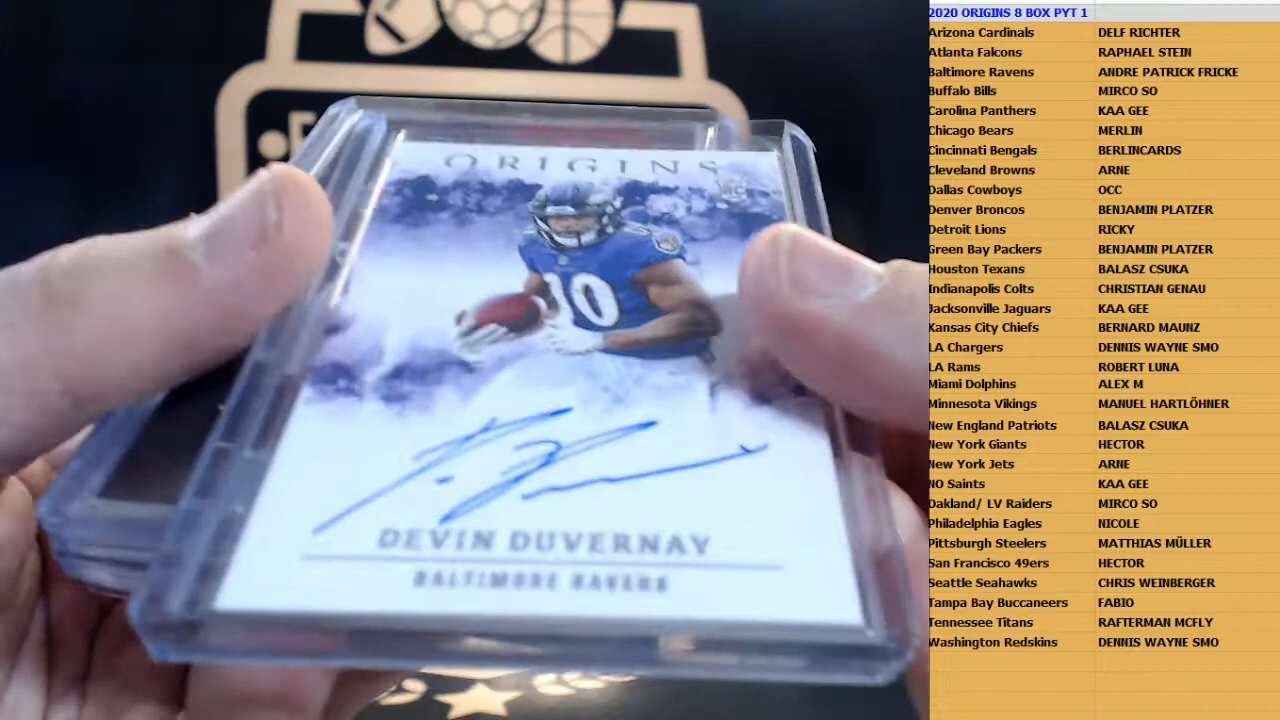 ORIGINS
RC
10
DEVIN DUVERNAY
BALTIMORE RAVENS
2020 ORIGINS 8 BOX PYT 1
Arizona Cardinals DELF RICHTER
Atlanta Falcons RAPHAEL STEIN
Baltimore Ravens ANDRE PATRICK FRICKE
Buffalo Bills MIRCO SO
Carolina Panthers KAA GEE
Chicago Bears MERLIN
Cincinnati Bengals BERLINCARDS
Cleveland Browns ARNE
Dallas Cowboys OCC
Denver Broncos BENJAMIN PLATZER
Detroit Lions RICKY
Green Bay Packers BENJAMIN PLATZER
Houston Texans BALASZ CSUKA
Indianapolis Colts CHRISTIAN GENAU
Jacksonville Jaguars KAA GEE
Kansas City Chiefs BERNARD MAUNZ
LA Chargers DENNIS WAYNE SMO
LA Rams ROBERT LUNA
Miami Dolphins ALEX M
Minnesota Vikings MANUEL HARTLÖHNER
New England Patriots BALASZ CSUKA
New York Giants HECTOR
New York Jets ARNE
NO Saints KAA GEE
Oakland/ LV Raiders MIRCO SO
Philadelphia Eagles NICOLE
Pittsburgh Steelers MATTHIAS MÜLLER
San Francisco 49ers HECTOR
Seattle Seahawks CHRIS WEINBERGER
Tampa Bay Buccaneers FABIO
Tennessee Titans RAFTERMAN MCFLY
Washington Redskins DENNIS WAYNE SMO